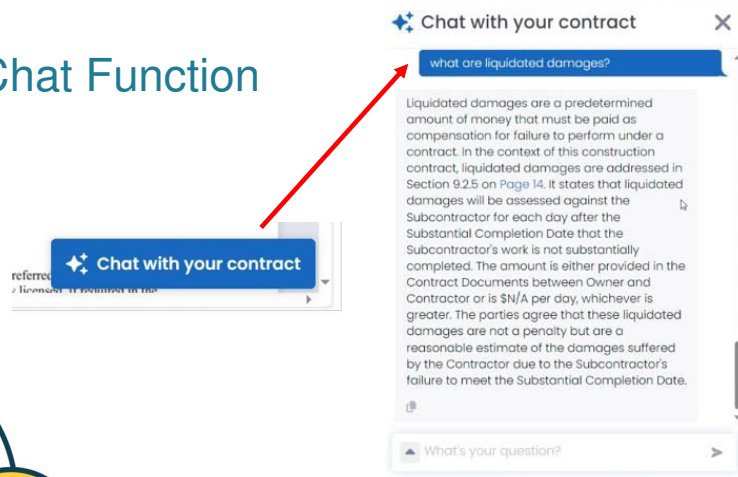 Chat Function
referred
licensed. If required in the
Chat with your contract
Chat with your contract
what are liquidated damages?
Liquidated damages are a predetermined
amount of money that must be paid as
compensation for failure to perform under a
contract. In the context of this construction
contract, liquidated damages are addressed in
Section 9.2.5 on Page 14. It states that liquidated
damages will be assessed against the
Subcontractor for each day after the
Substantial Completion Date that the
Subcontractor's work is not substantially
completed. The amount is either provided in the
Contract Documents between Owner and
Contractor or is $N/A per day, whichever is
greater. The parties agree that these liquidated
damages are not a penalty but are a
reasonable estimate of the damages suffered
by the Contractor due to the Subcontractor's
failure to meet the Substantial Completion Date.
What's your question?